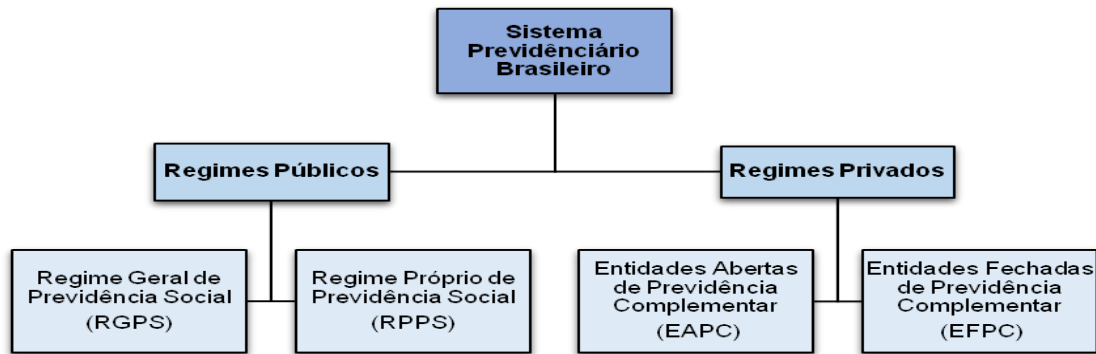 Sistema
Previdênciário
Brasileiro
Regimes Públicos
Regimes Privados
Regime Geral de
Previdência Social
(RGPS)
Regime Próprio de
Previdência Social
(RPPS)
Entidades Abertas
de Previdência
Complementar
(EAPC)
Entidades Fechadas
de Previdência
Complementar
(EFPC)